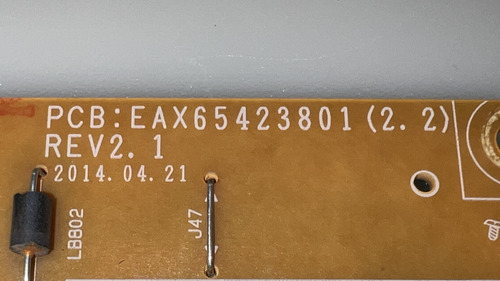 PCB:EAX65423801(2.2)
REV2.1
2014.04.21
LB802
J47